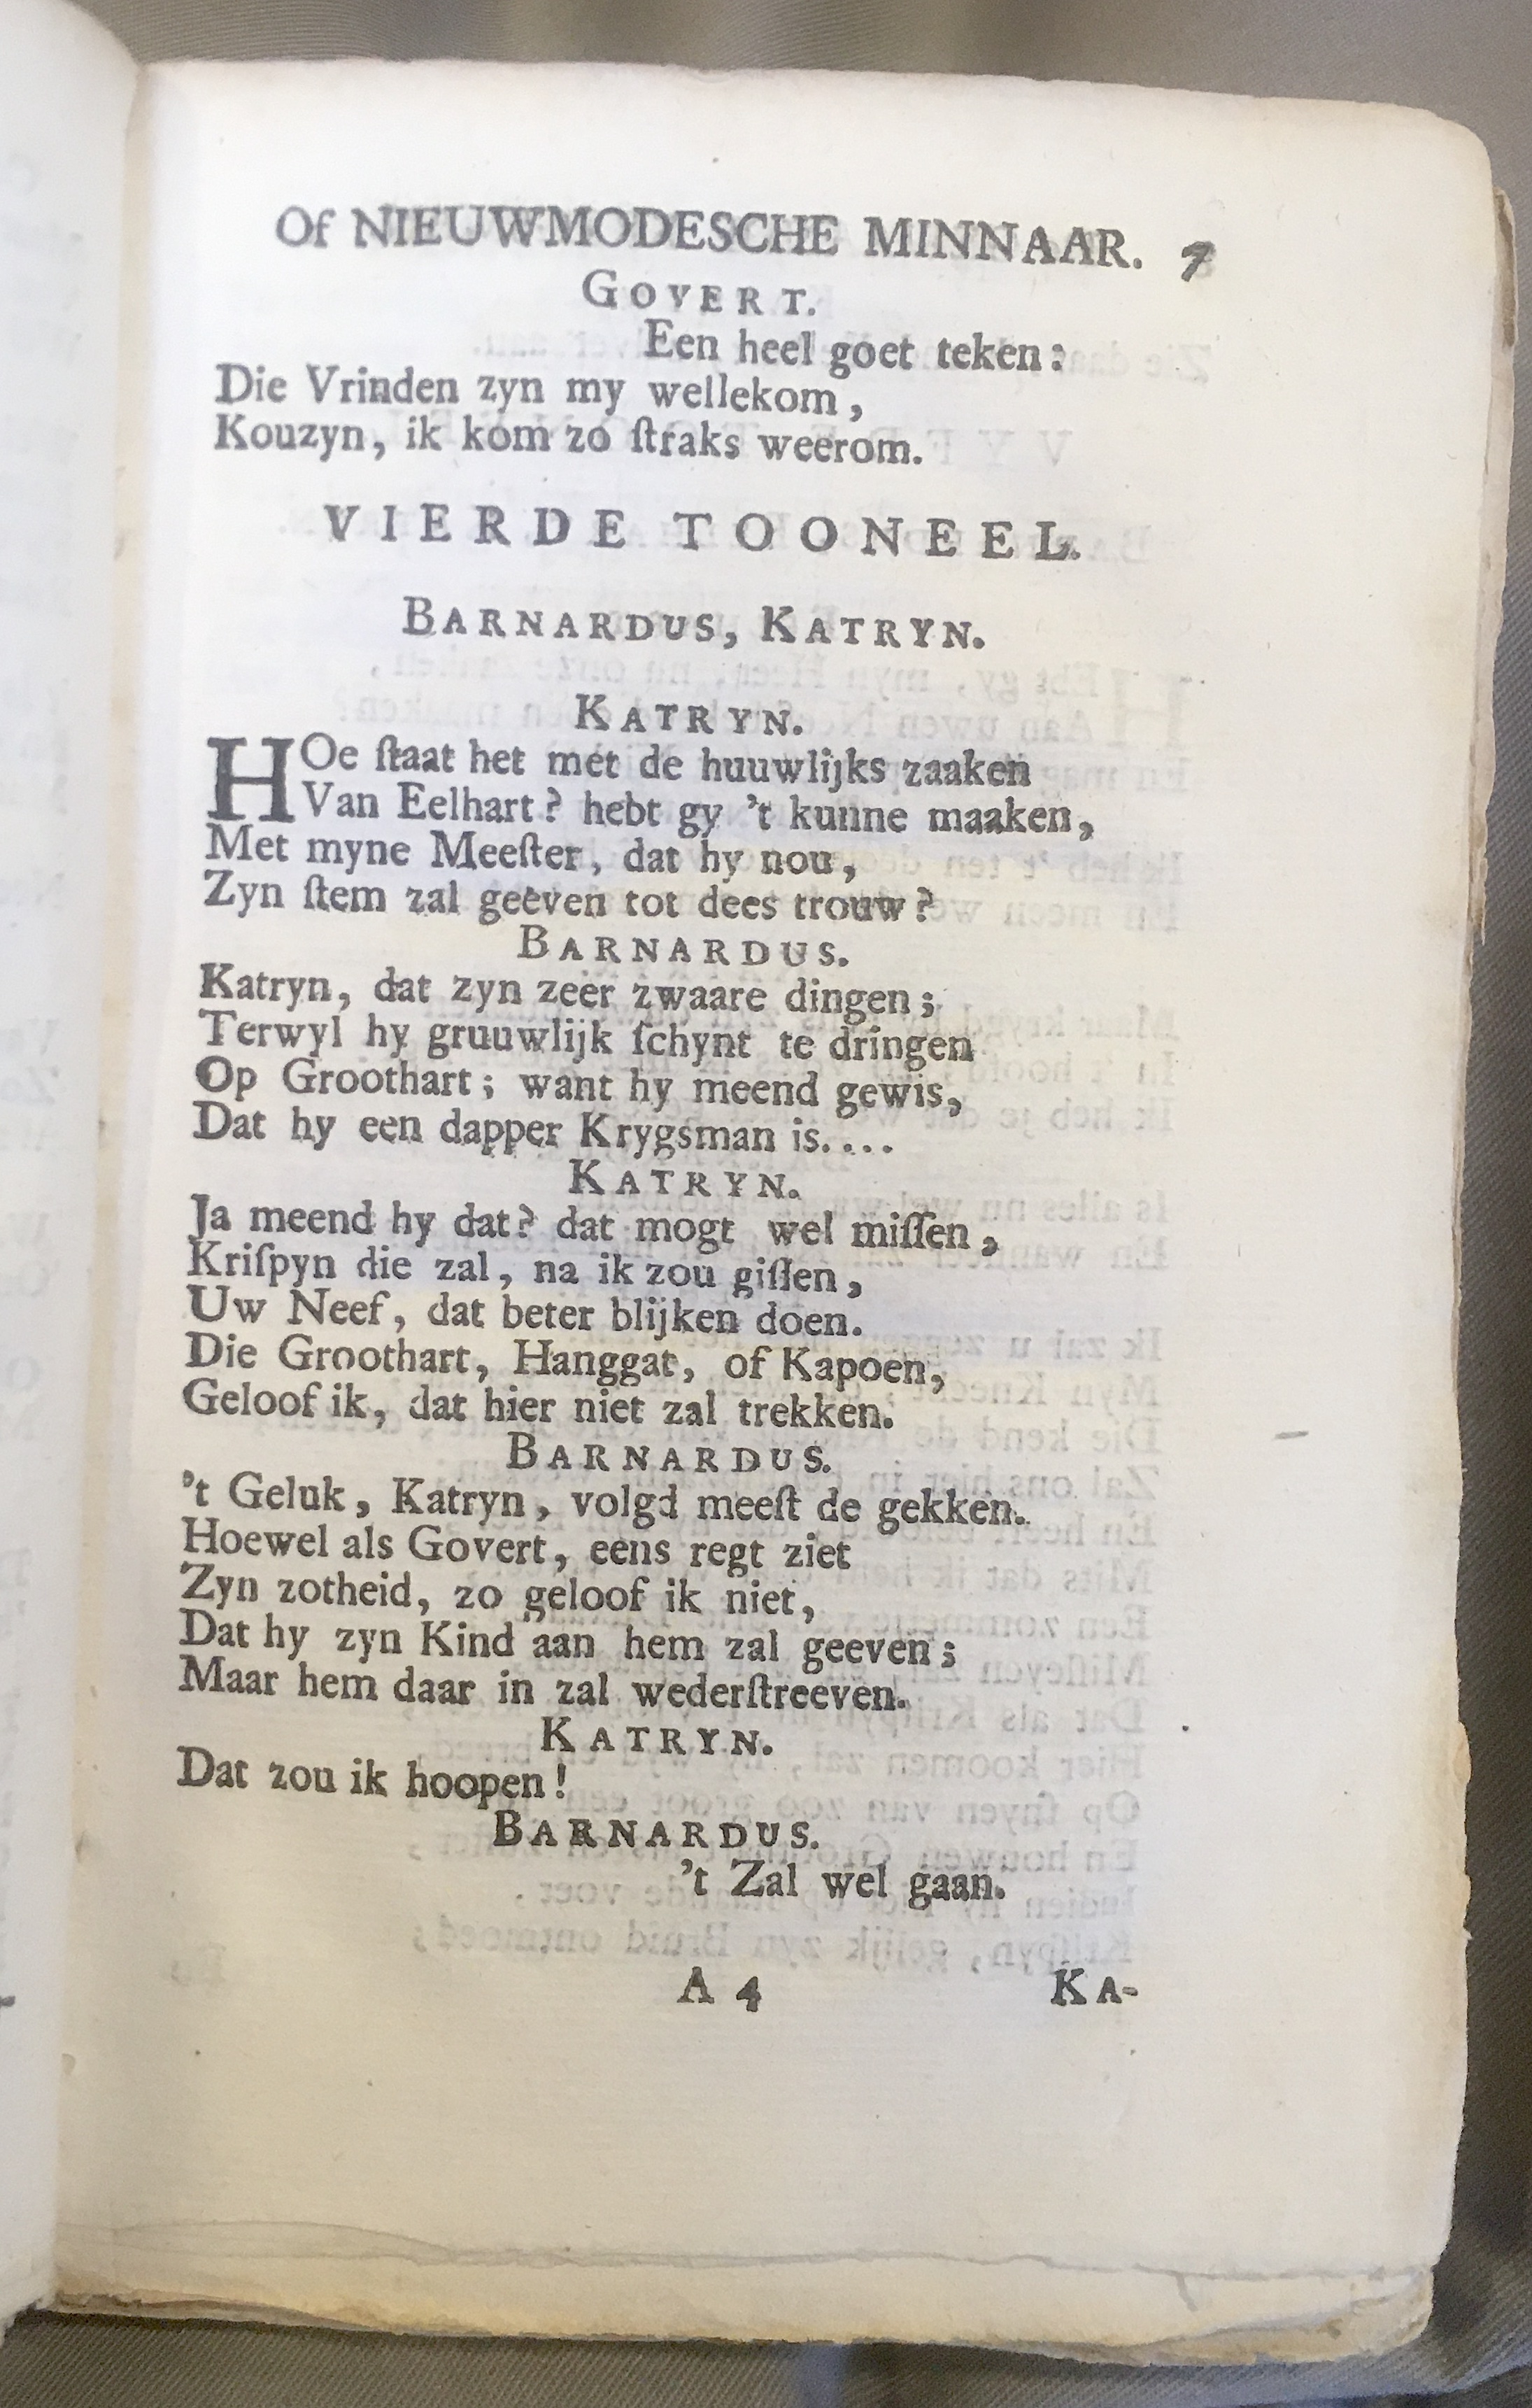 Of NIEUWMODESCHE MINNAAR. 7
GOVERT.
Een heel goet teken:
Die Vrinden zyn my wellekom,
Kouzyn, ik kom zo ſtraks weerom.
VIERDE TOONEEL.
BARNARDUS, KATRYN.
KATRYN.
HOe ſtaat het met de huuwlijks zaaken
Van Eelhart? hebt gy 't kunne maaken,
Met myne Meeſter, dat hy nou,
Zyn ſtem zal geeven tot dees trouw?
BARNARDUS.
Katryn, dat zyn zeer zwaare dingen;
Terwyl hy gruuwlijk ſchynt te dringen
Op Groothart; want hy meend gewis,
Dat hy een dapper Krygsman is....
KATRYN.
Ja meend hy dat? dat mogt wel miſſen,
Kriſpyn die zal, na ik zou giſſen,
Uw Neef, dat beter blijken doen.
Die Groothart, Hanggat, of Kapoen,
Geloof ik, dat hier niet zal trekken.
BARNARDUS.
't Geluk, Katryn, volgd meeſt de gekken.
Hoewel als Govert, eens regt ziet
Zyn zotheid, zo geloof ik niet,
Dat hy zyn Kind aan hem zal geeven;
Maar hem daar in zal wederſtreeven.
KATRYN.
Dat zou ik hoopen!
BARNARDUS.
't Zal wel gaan.
A 4 KA-